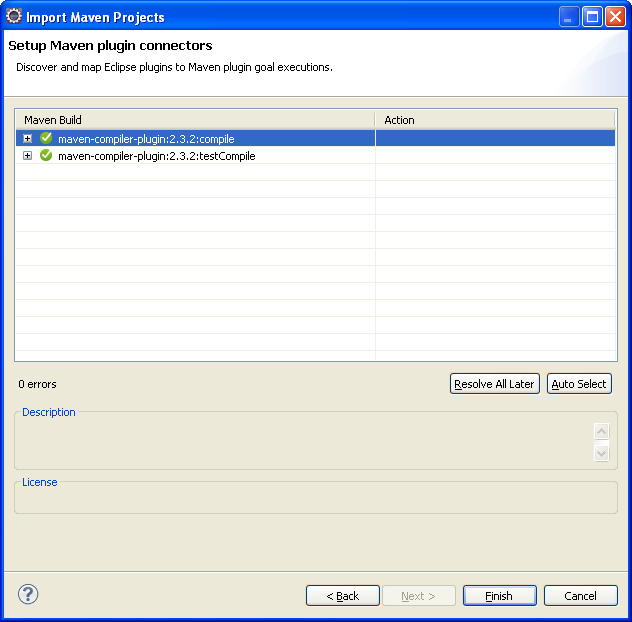 Import Maven Projects
Setup Maven plugin connectors
Discover and map Eclipse plugins to Maven plugin goal executions.
Maven Build Action
maven-compiler-plugin:2.3.2:compile
maven-compiler-plugin:2.3.2:testCompile
0 errors Resolve All Later Auto Select
Description
License
? < Back Next > Finish Cancel